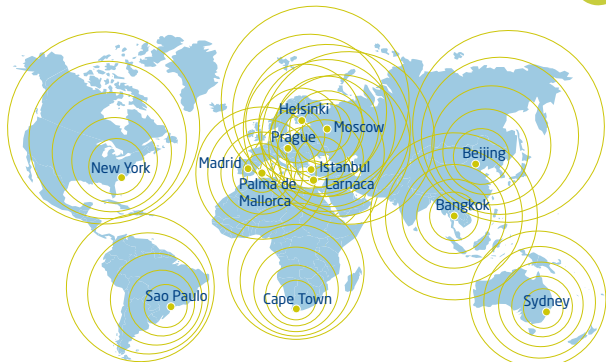 Helsinki
Moscow
Prague
Madrid
Istanbul
Beijing
New York
Palma de
Mallorca
Larnaca
Bangkok
Sao Paulo
Cape Town
Sydney